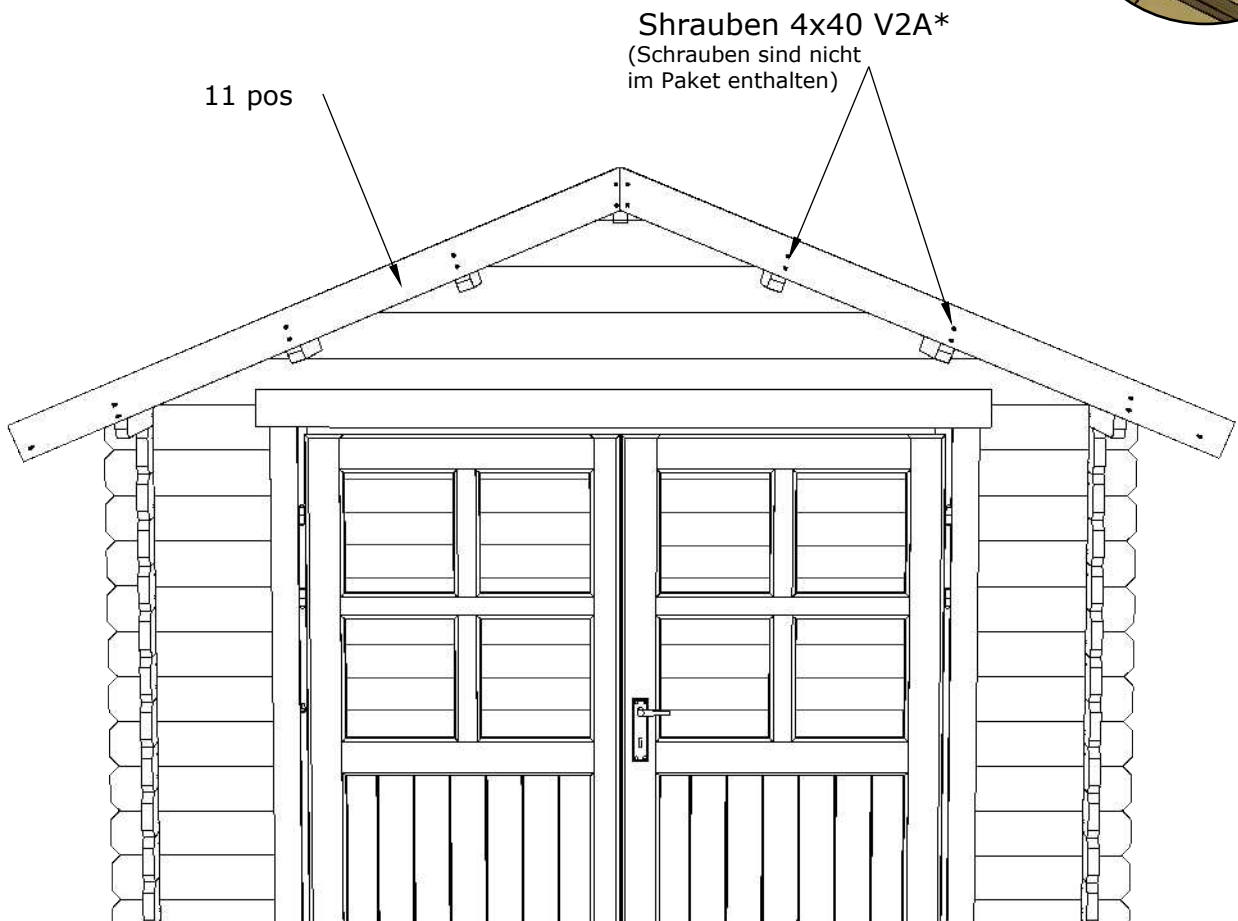 Shrauben 4x40 V2A*
(Schrauben sind nicht
im Paket enthalten)
11 pos